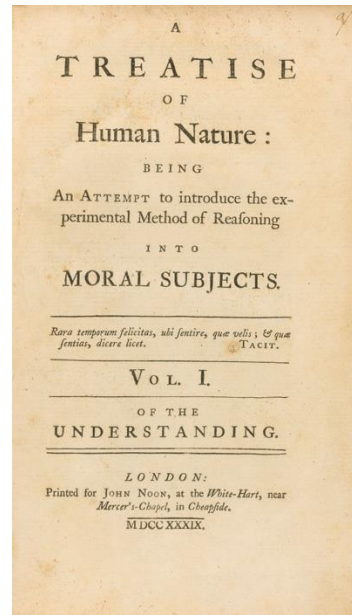 A
TREATISE
OF
Human Nature :
BEING
An ATTEMPT to introduce the ex-
perimental Method of Reaſoning
INTO
MORAL SUBJECTS.
Rara temporum felicitas, ubi ſentire, quæ velis ; & quæ
ſentias, dicere licet. TACIT.
VOL. I.
OF THE
UNDERSTANDING.
LONDON:
Printed for JOHN NOON, at the White-Hart, near
Mercer's-Chapel, in Cheapſide.
MDCCXXXIX.